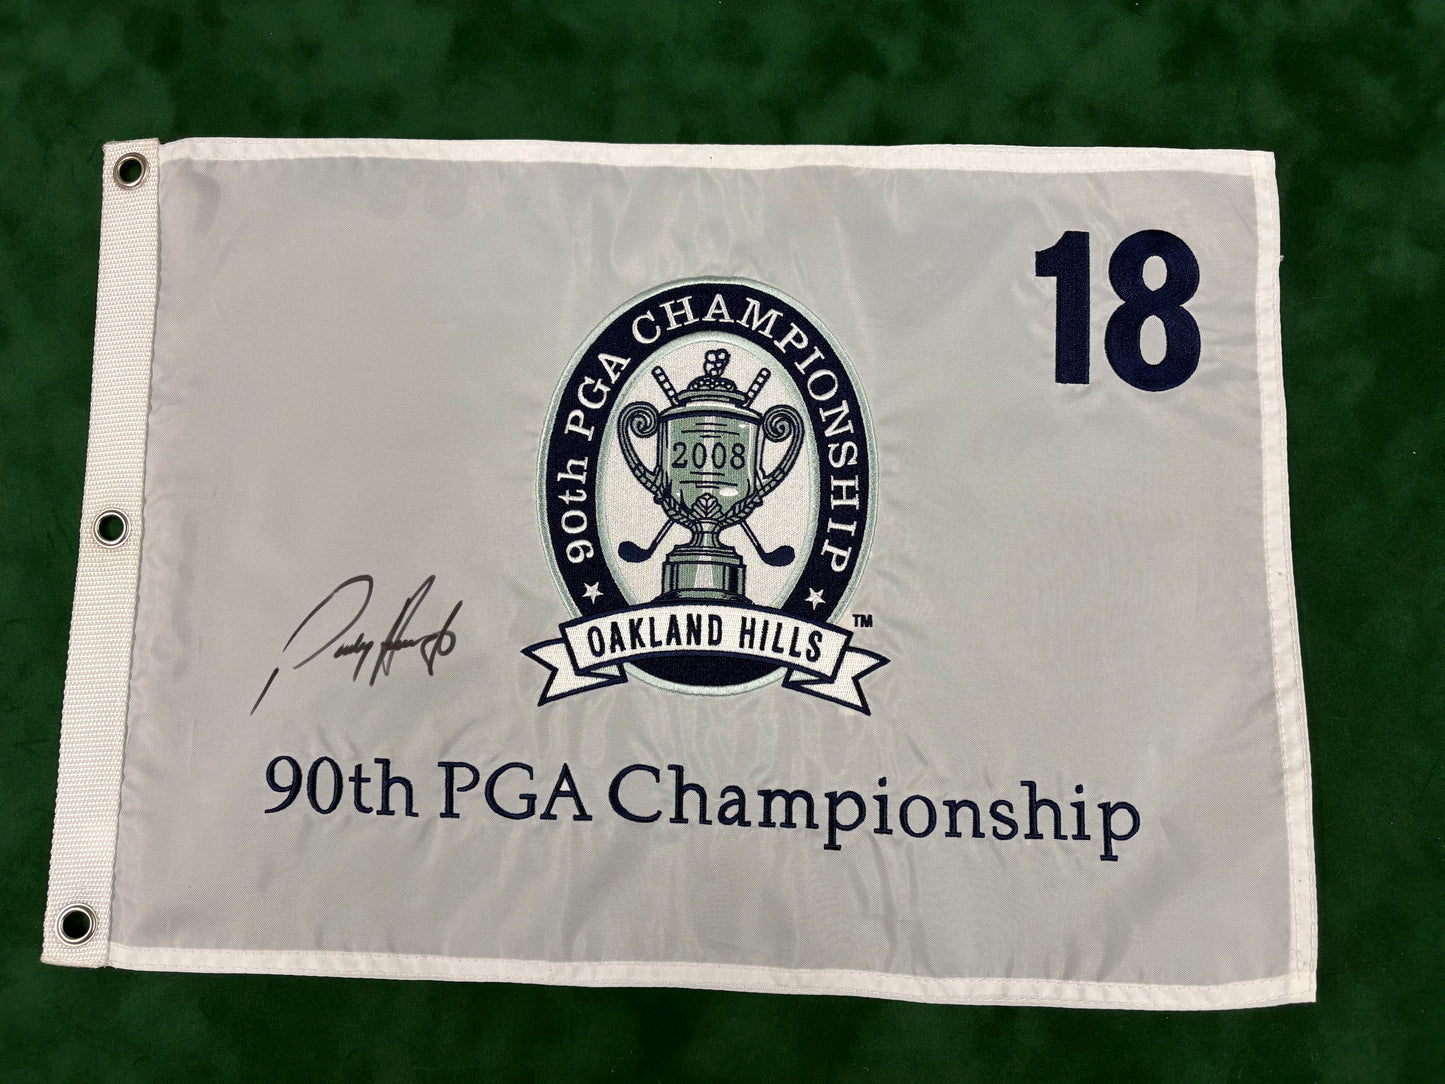 18
90th PGA CHAMPIONSHIP
2008
OAKLAND HILLS
™
90th PGA Championship